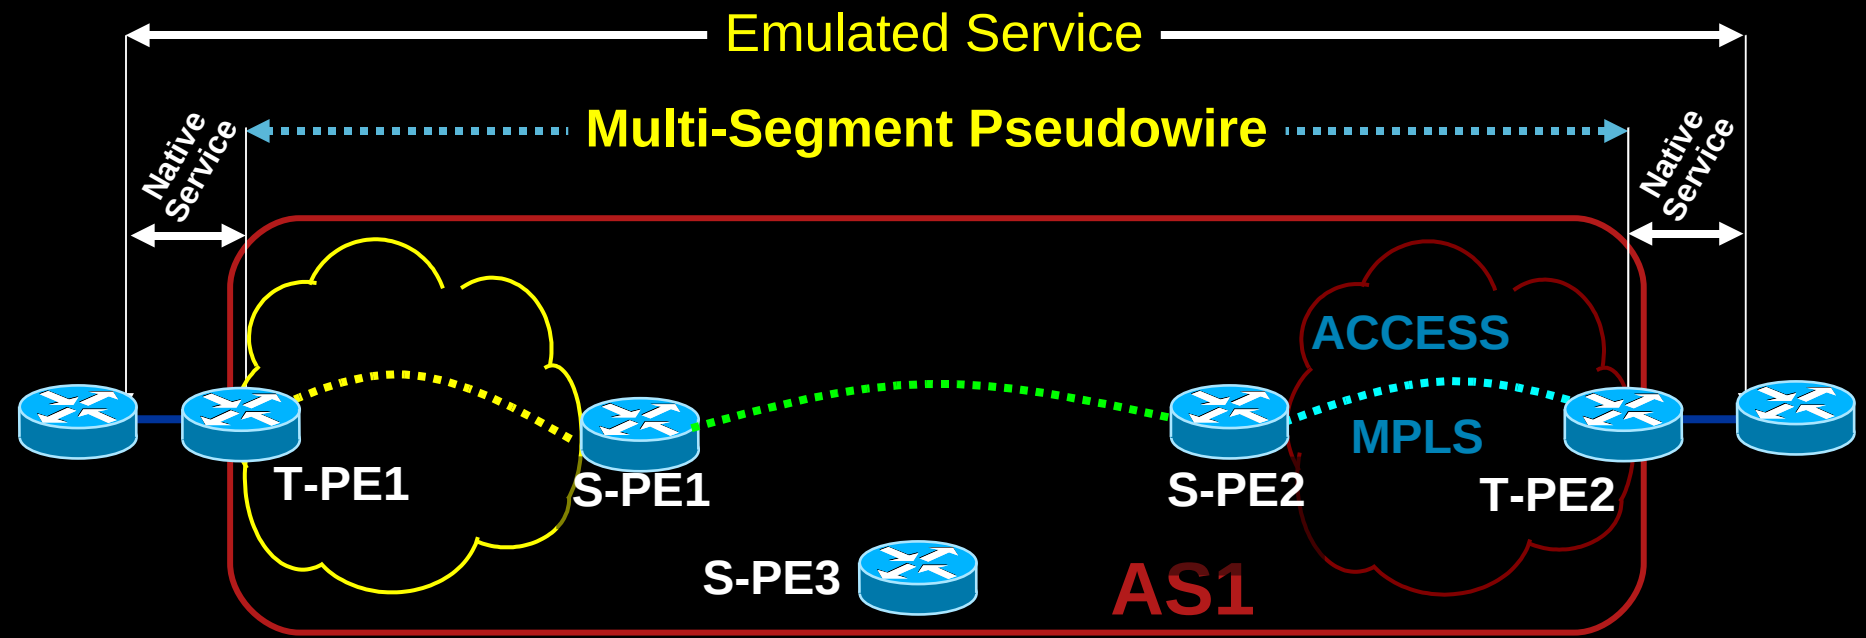 Emulated Service
Multi-Segment Pseudowire
Native
Service
Native
Service
ACCESS
MPLS
T-PE1
S-PE1
S-PE2
T-PE2
S-PE3
AS1